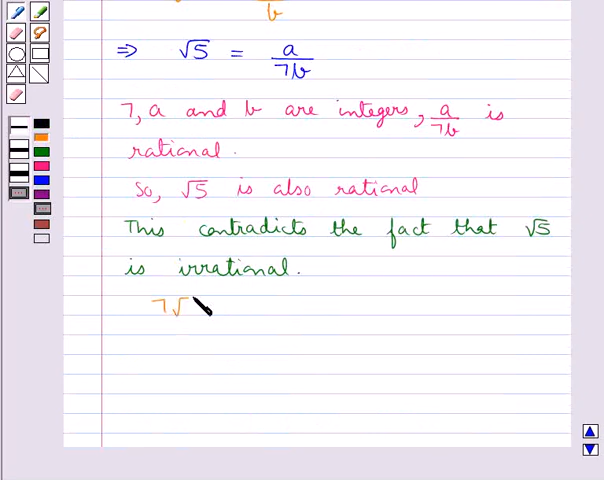 b
⇒ √5 = a/7b
7, a and b are integers, a/7b is
rational.
So, √5 is also rational
This contradicts the fact that √5
is irrational.
7√